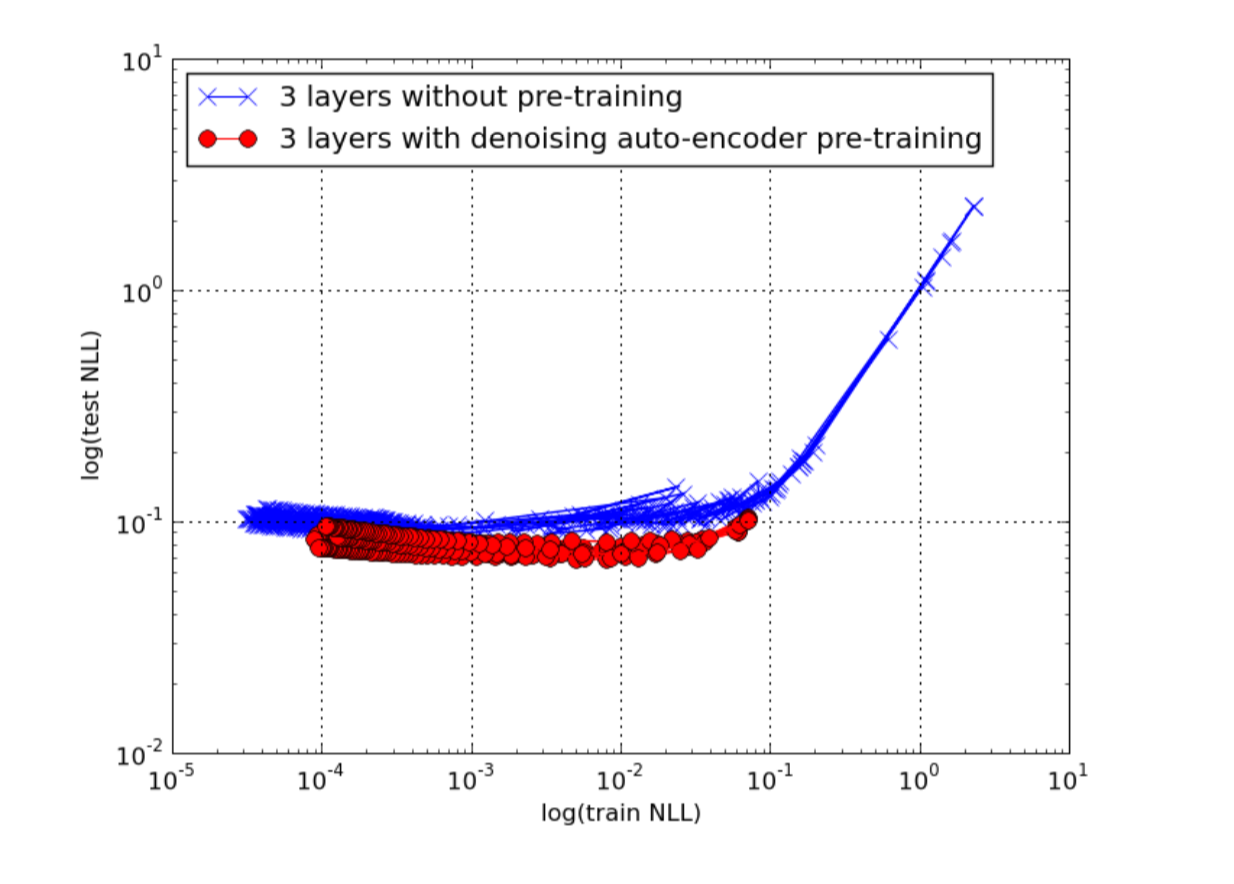 3 layers without pre-training
3 layers with denoising auto-encoder pre-training
10^1
10^0
10^-1
10^-2
log(test NLL)
10^-5 10^-4 10^-3 10^-2 10^-1 10^0 10^1
log(train NLL)